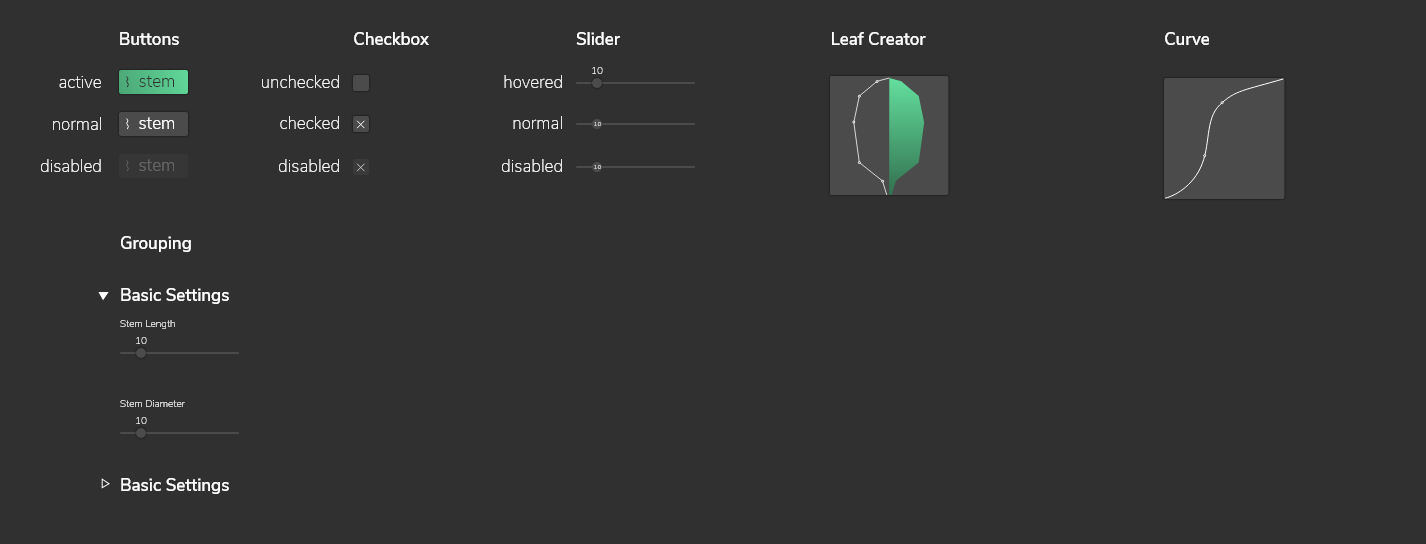 Buttons
Checkbox
Slider
Leaf Creator
Curve
active
stem
unchecked
hovered
10
normal
stem
checked
normal
10
disabled
stem
disabled
disabled
10
Grouping
Basic Settings
Stem Length
10
Stem Diameter
10
Basic Settings